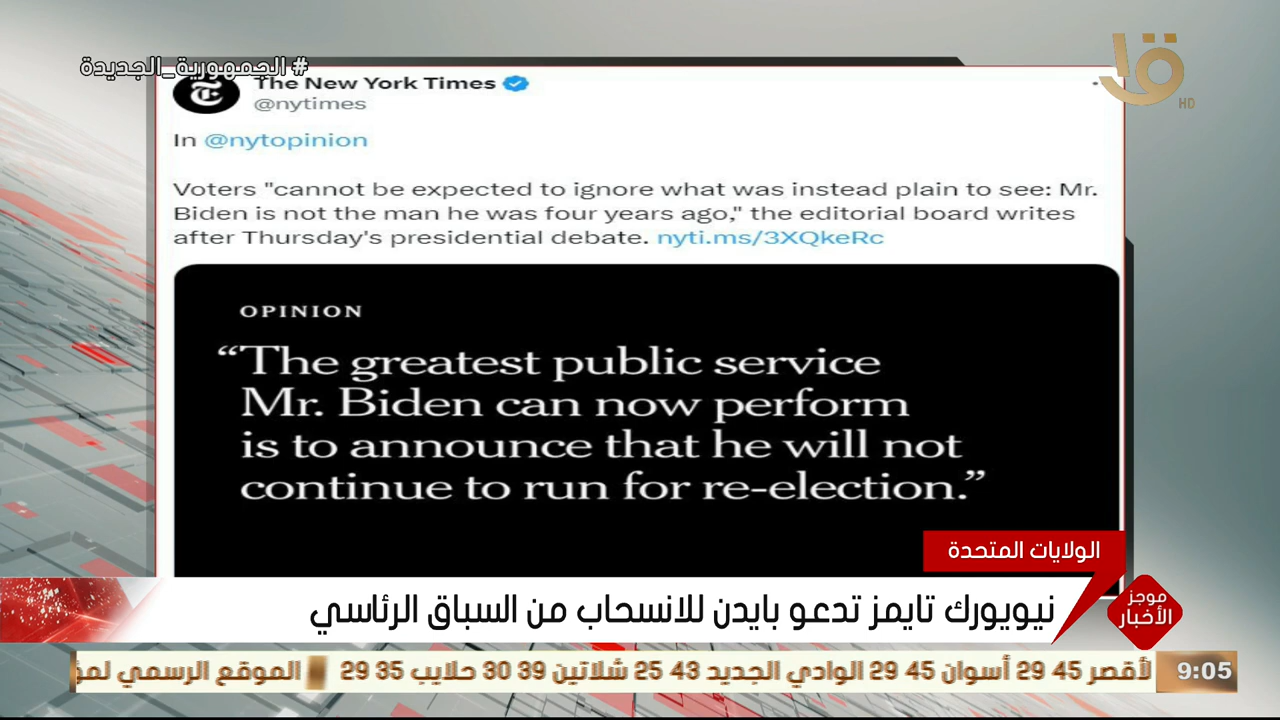 #الجمهورية_الجديدة
The New York Times
@nytimes
HD
In @nytopinion
Voters "cannot be expected to ignore what was instead plain to see: Mr.
Biden is not the man he was four years ago," the editorial board writes
after Thursday's presidential debate. nyti.ms/3XQkeRc
OPINION
“The greatest public service
Mr. Biden can now perform
is to announce that he will not
continue to run for re-election.”
الولايات المتحدة
موجز
الأخبار
نيويورك تايمز تدعو بايدن للانسحاب من السباق الرئاسي
9:05
لأقصر 45 29 أسوان 45 29 الوادي الجديد 43 25 شلاتين 39 30 حلايب 35 29 الموقع الرسمي